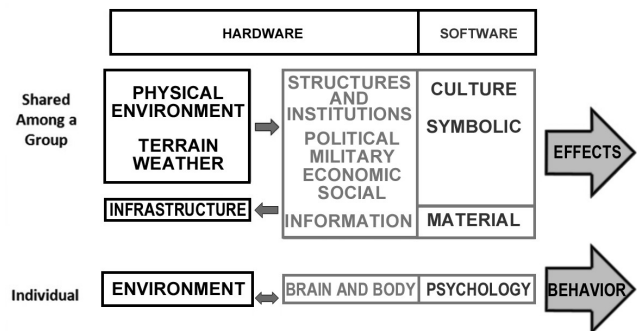 HARDWARE SOFTWARE
Shared
Among a
Group
PHYSICAL
ENVIRONMENT
TERRAIN
WEATHER
INFRASTRUCTURE
STRUCTURES
AND
INSTITUTIONS
POLITICAL
MILITARY
ECONOMIC
SOCIAL
INFORMATION
CULTURE
SYMBOLIC
MATERIAL
EFFECTS
Individual
ENVIRONMENT
BRAIN AND BODY
PSYCHOLOGY
BEHAVIOR